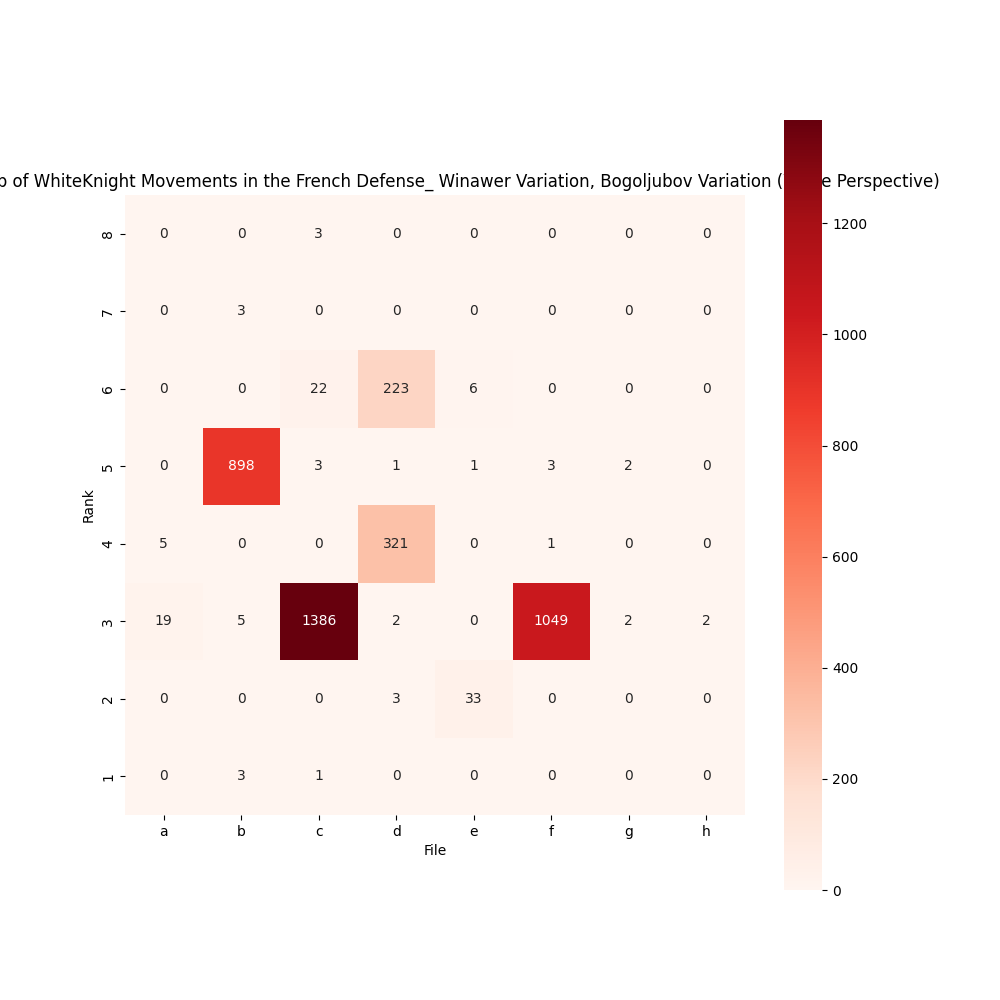 of WhiteKnight Movements in the French Defense_ Winawer Variation, Bogoljubov Variation (
Perspective)
8 0 0 3 0 0 0 0 0
7 0 3 0 0 0 0 0 0
6 0 0 22 223 6 0 0 0
5 0 898 3 1 1 3 2 0
4 5 0 0 321 0 1 0 0
3 19 5 1386 2 0 1049 2 2
2 0 0 0 3 33 0 0 0
1 0 3 1 0 0 0 0 0
a b c d e f g h
File
Rank
1200
1000
800
600
400
200
0